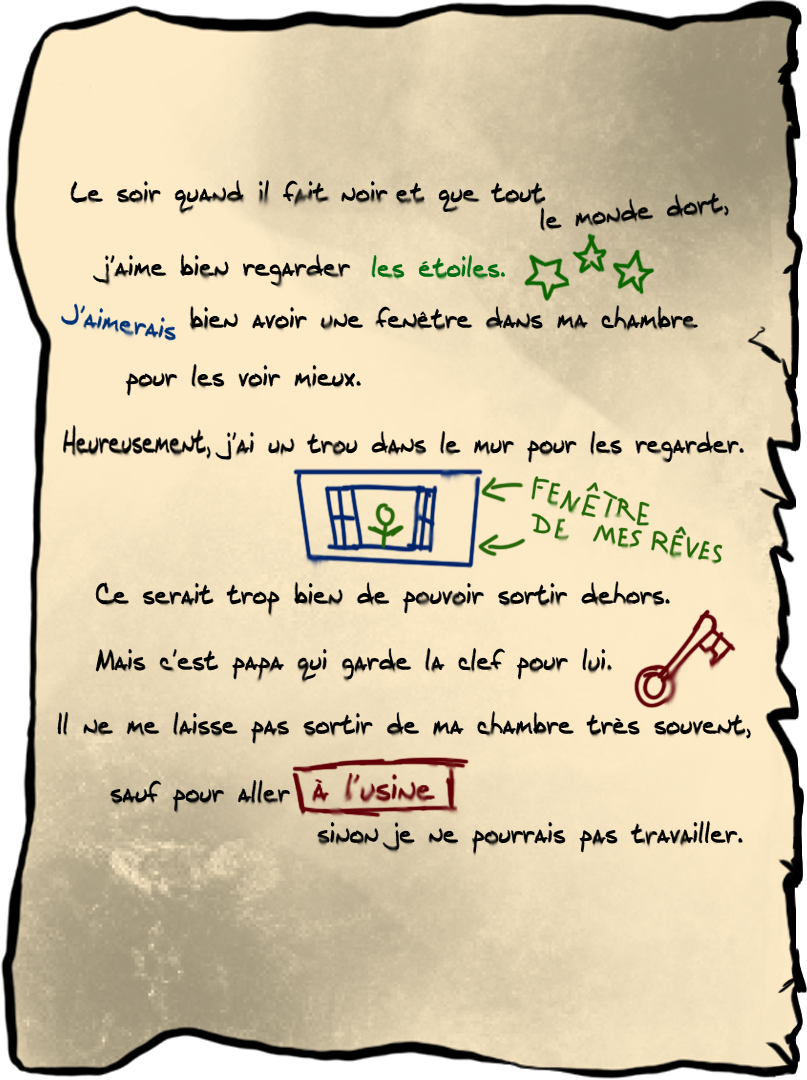 Le soir quand il fait noir et que tout
le monde dort,
j'aime bien regarder les étoiles.
J'aimerais bien avoir une fenêtre dans ma chambre
pour les voir mieux.
Heureusement, j'ai un trou dans le mur pour les regarder.
FENÊTRE
DE MES RÊVES
Ce serait trop bien de pouvoir sortir dehors.
Mais c'est papa qui garde la clef pour lui.
Il ne me laisse pas sortir de ma chambre très souvent,
sauf pour aller à l'usine
sinon je ne pourrais pas travailler.